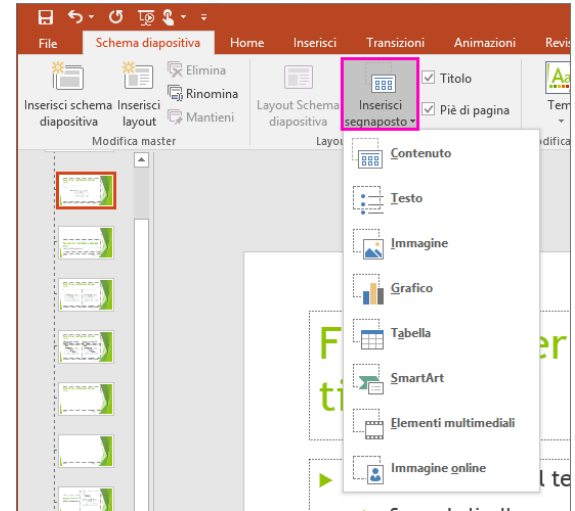 File Schema diapositiva Home Inserisci Transizioni Animazioni
Elimina
Rinomina
Mantieni
Inserisci schema diapositiva
Inserisci layout
Modifica master
Layout Schema diapositiva
Inserisci segnaposto
Titolo
Piè di pagina
Contenuto
Testo
Immagine
Grafico
Tabella
SmartArt
Elementi multimediali
Immagine online